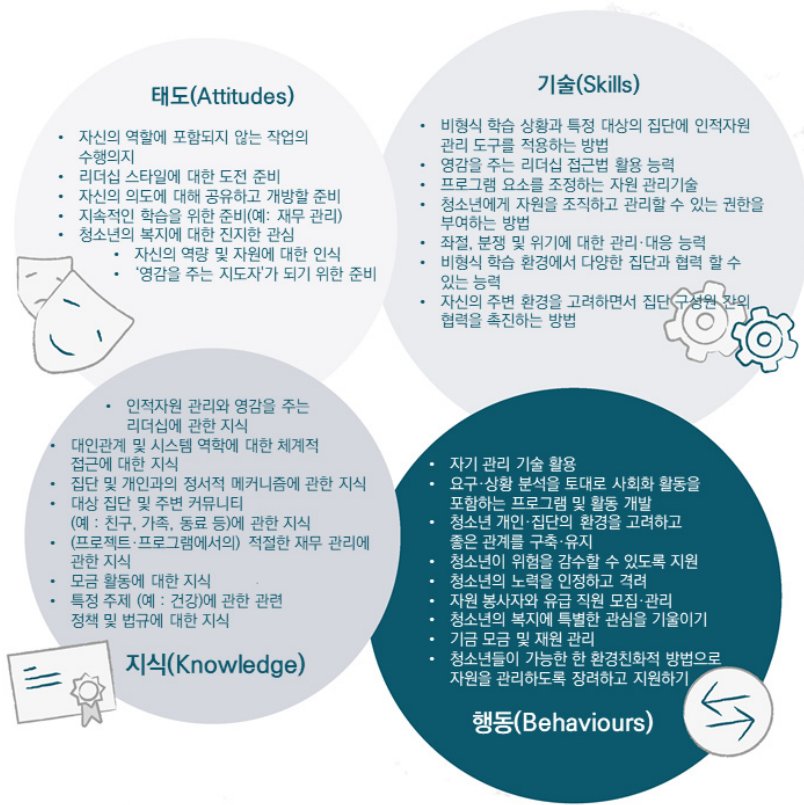 태도(Attitudes)
• 자신의 역할에 포함되지 않는 작업의
수행의지
• 리더십 스타일에 대한 도전 준비
• 자신의 의도에 대해 공유하고 개방할 준비
• 지속적인 학습을 위한 준비(예: 재무 관리)
• 청소년의 복지에 대한 진지한 관심
• 자신의 역량 및 자원에 대한 인식
• '영감을 주는 지도자'가 되기 위한 준비
기술(Skills)
• 비형식 학습 상황과 특정 대상의 집단에 인적자원
관리 도구를 적용하는 방법
• 영감을 주는 리더십 접근법 활용 능력
• 프로그램 요소를 조정하는 자원 관리기술
• 청소년에게 자원을 조직하고 관리할 수 있는 권한을
부여하는 방법
• 좌절, 분쟁 및 위기에 대한 관리·대응 능력
• 비형식 학습 환경에서 다양한 집단과 협력 할 수
있는 능력
• 자신의 주변 환경을 고려하면서 집단 구성원 간의
협력을 촉진하는 방법
• 인적자원 관리와 영감을 주는
리더십에 관한 지식
• 대인관계 및 시스템 역학에 대한 체계적
접근에 대한 지식
• 집단 및 개인과의 정서적 메커니즘에 관한 지식
• 대상 집단 및 주변 커뮤니티
(예 : 친구, 가족, 동료 등)에 관한 지식
• (프로젝트·프로그램에서의) 적절한 재무 관리에
관한 지식
• 모금 활동에 대한 지식
• 특정 주제 (예 : 건강)에 관한 관련
정책 및 법규에 대한 지식
지식(Knowledge)
• 자기 관리 기술 활용
• 요구·상황 분석을 토대로 사회화 활동을
포함하는 프로그램 및 활동 개발
• 청소년 개인·집단의 환경을 고려하고
좋은 관계를 구축·유지
• 청소년이 위험을 감수할 수 있도록 지원
• 청소년의 노력을 인정하고 격려
• 자원 봉사자와 유급 직원 모집·관리
• 청소년의 복지에 특별한 관심을 기울이기
• 기금 모금 및 재원 관리
• 청소년들이 가능한 한 환경친화적 방법으로
자원을 관리하도록 장려하고 지원하기
행동(Behaviours)